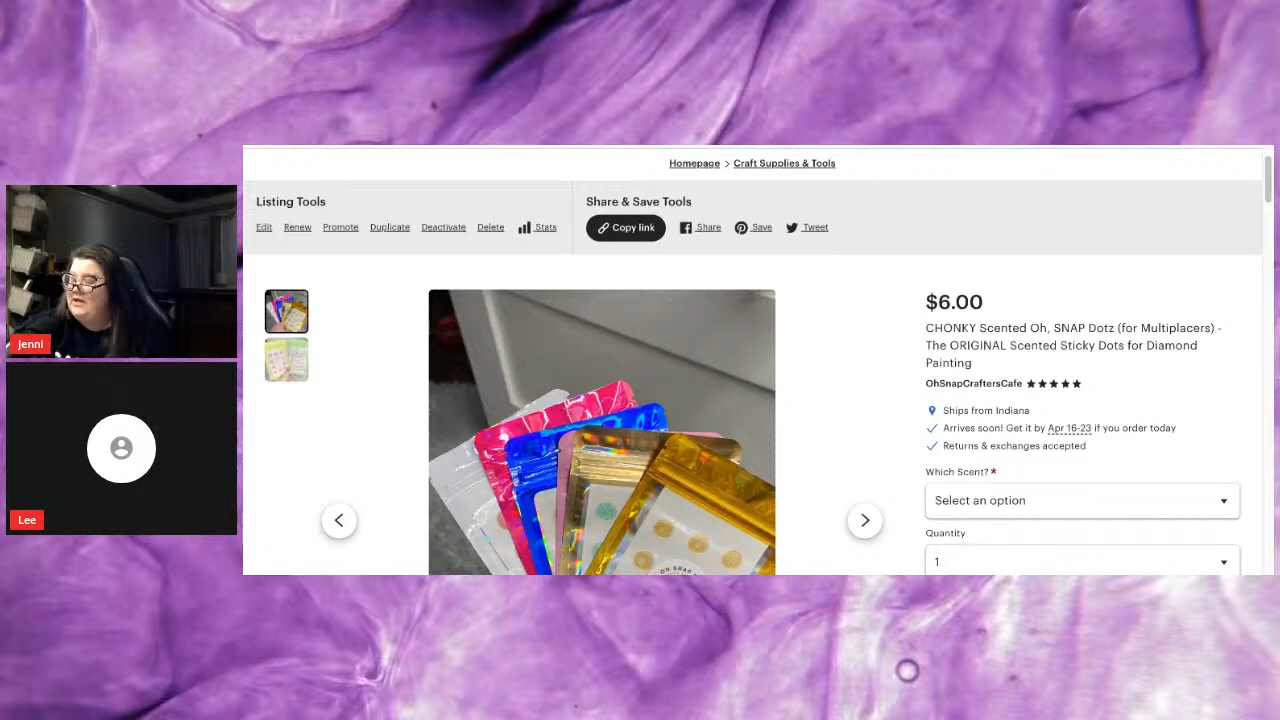 Homepage > Craft Supplies & Tools
Listing Tools
Edit Renew Promote Duplicate Deactivate Delete Stats
Share & Save Tools
Copy link Share Save Tweet
$6.00
CHONKY Scented Oh, SNAP Dotz (for Multiplacers) -
The ORIGINAL Scented Sticky Dots for Diamond
Painting
OhSnapCraftersCafe
Ships from Indiana
Arrives soon! Get it by Apr 16-23 if you order today
Returns & exchanges accepted
Which Scent? *
Select an option
Quantity
1
OH SNAP
Jenni
Lee